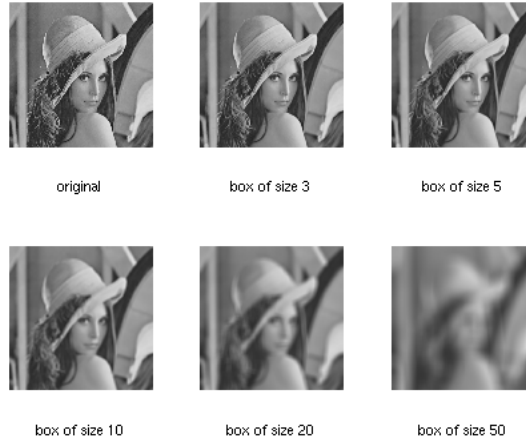 original
box of size 3
box of size 5
box of size 10
box of size 20
box of size 50